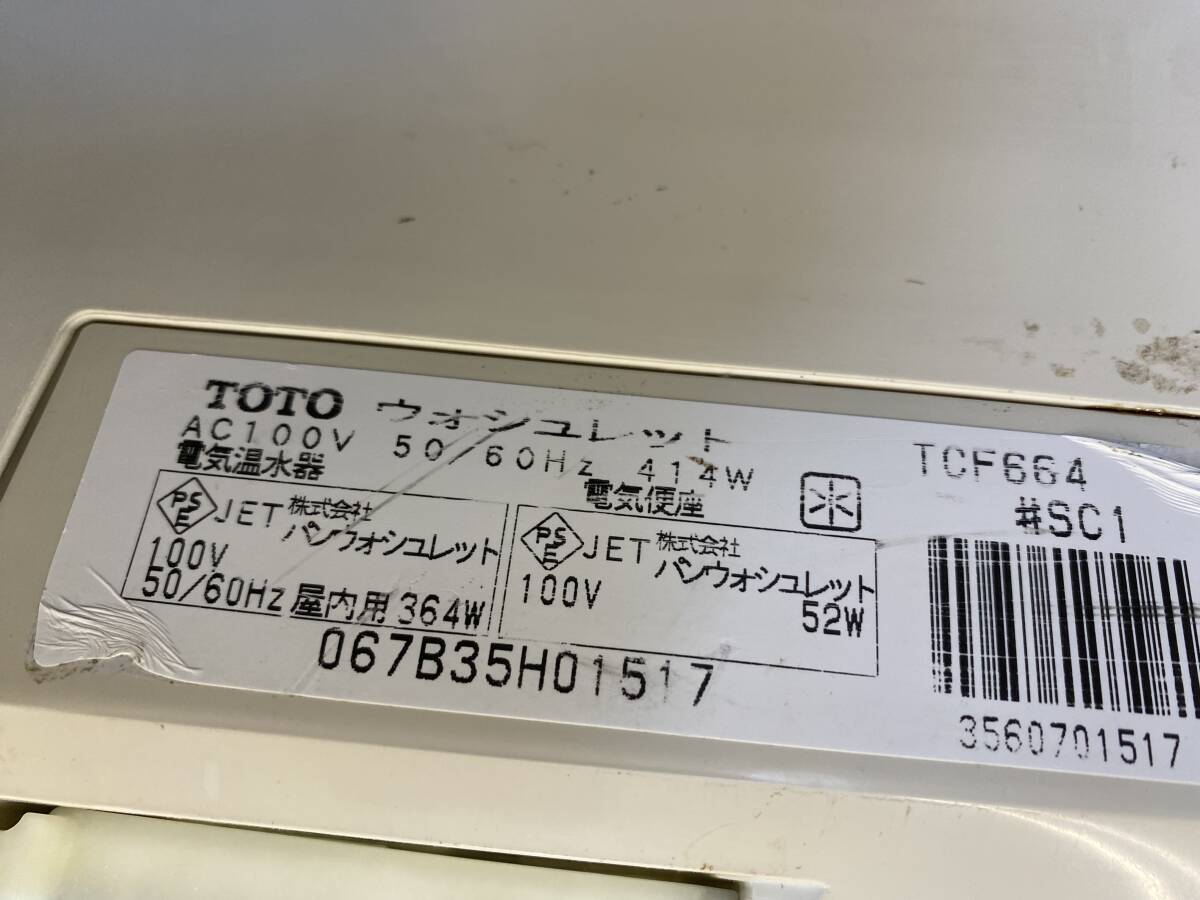 TOTO ウォシュレット
AC100V 50/60Hz 414W
TCF664
#SC1
電気温水器
PSE JET 株式会社
パンウォシュレット
100V
50/60Hz 屋内用 364W
電気便座
PSE JET 株式会社
パンウォシュレット
100V 52W
067B35H01517
3560701517